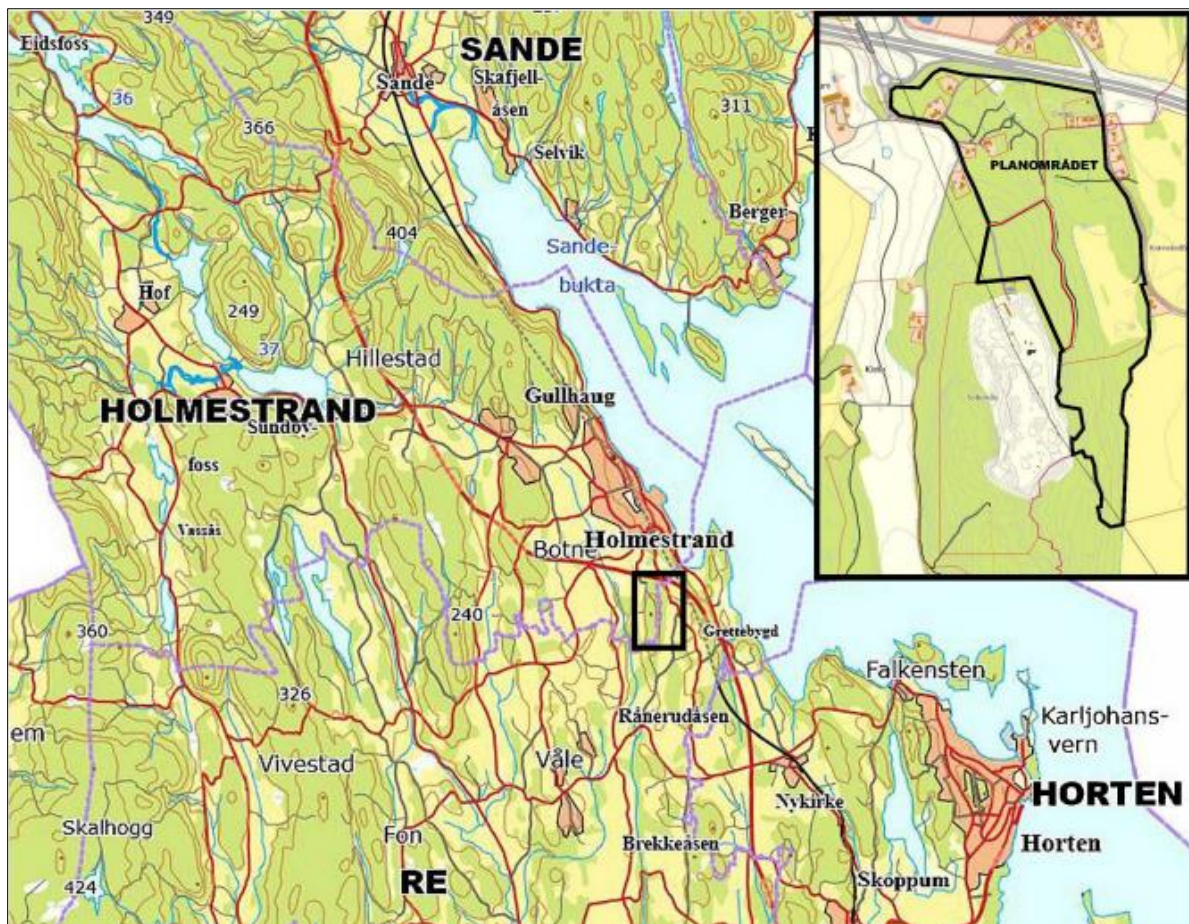 349
SANDE
Eidsfoss
Sande
Skafjell-
åsen
36
311
366
Selvik
PLANOMRÅDET
404
Berger
Sande-
bukta
Hof
249
37
Hillestad
Gullhaug
HOLMESTRAND
Sundby-
foss
Vassås
Holmestrand
Botne
240
360
Grettebygd
326
Falkensten
Rånerudåsen
Karljohans-
vern
em
Vivestad
Våle
Nykirke
HORTEN
Skalhogg
Fon
Brekkeåsen
Horten
RE
Skoppum
424